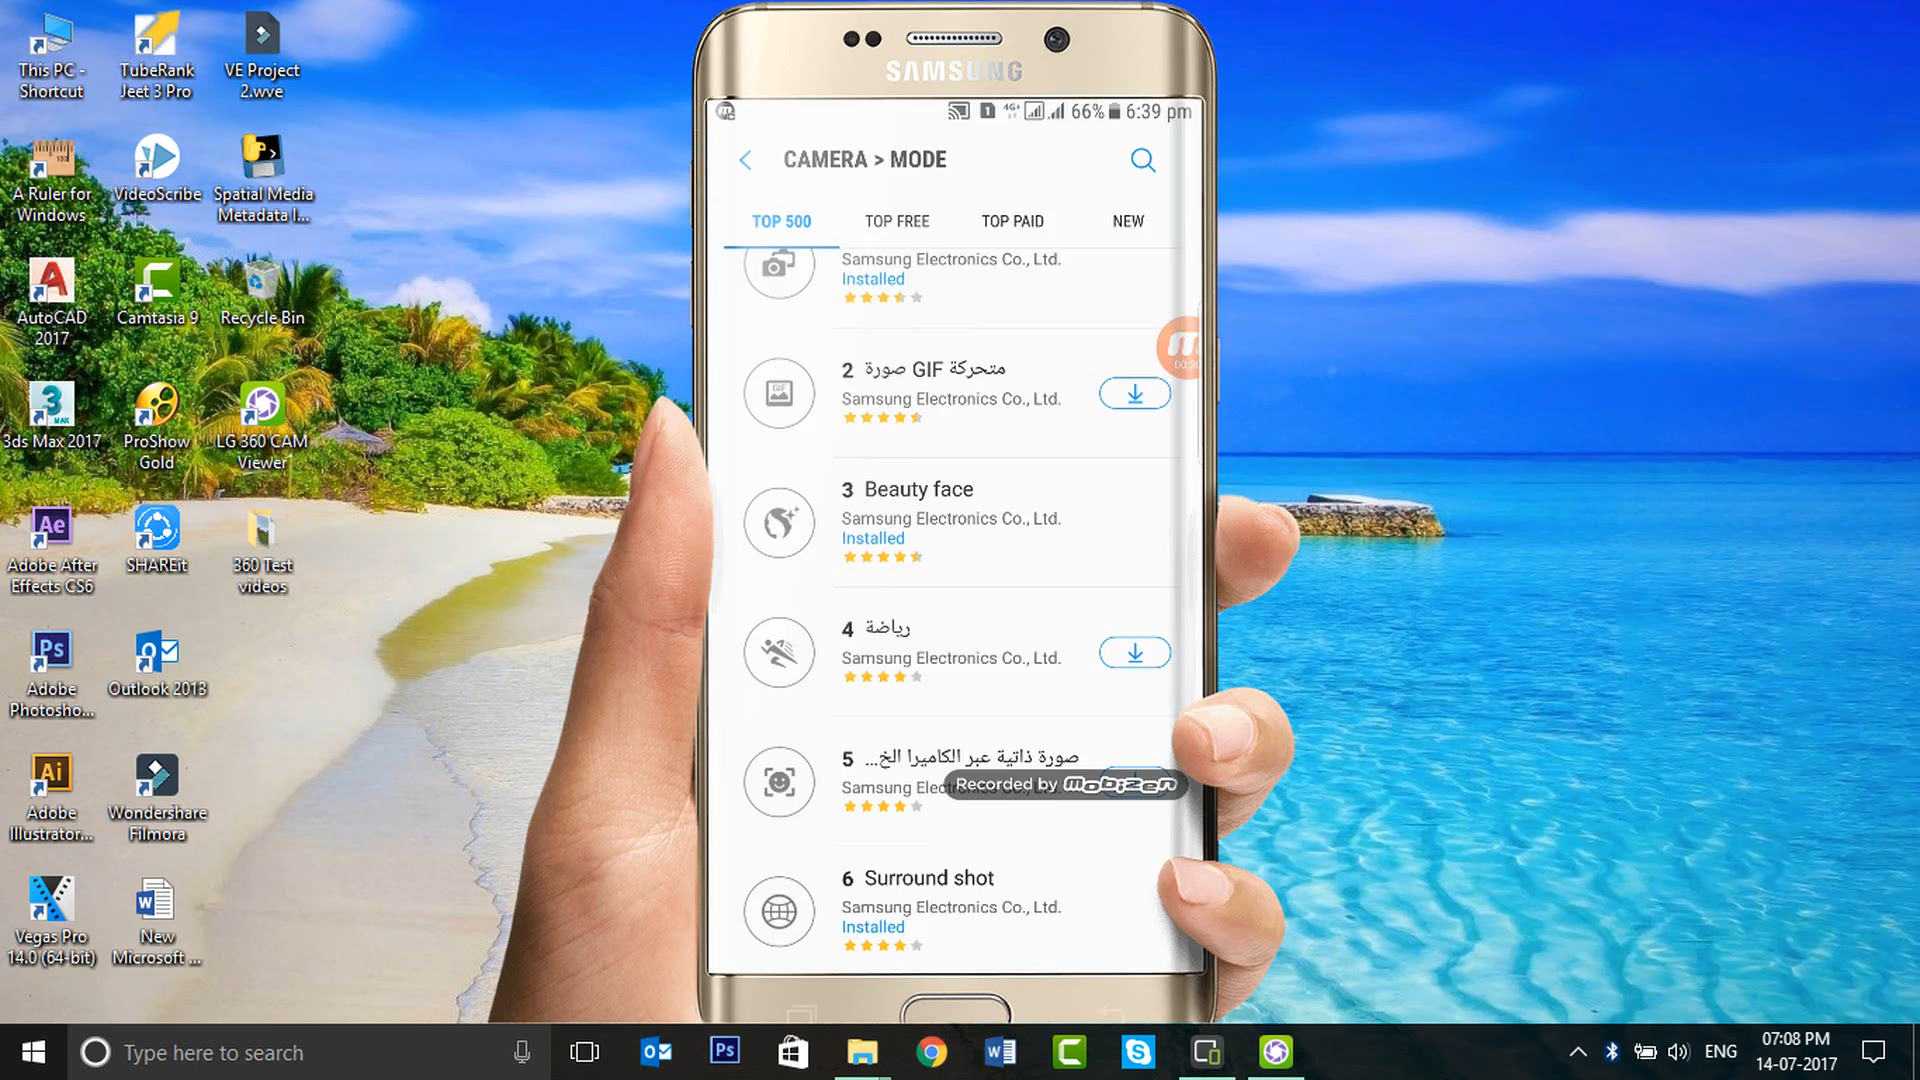 This PC -
Shortcut
TubeRank
Jeet 3 Pro
VE Project
2.wve
A Ruler for
Windows
VideoScribe
Spatial Media
Metadata I...
AutoCAD
2017
Camtasia 9
Recycle Bin
3ds Max 2017
ProShow
Gold
LG 360 CAM
Viewer
Adobe After
Effects CS6
SHAREit
360 Test
videos
Adobe
Photosho...
Outlook 2013
Adobe
Illustrator...
Wondershare
Filmora
Vegas Pro
14.0 (64-bit)
New
Microsoft ...
SAMSUNG
66% 6:39 pm
CAMERA > MODE
TOP 500 TOP FREE TOP PAID NEW
Samsung Electronics Co., Ltd.
Installed
2 صورة GIF متحركة
Samsung Electronics Co., Ltd.
3 Beauty face
Samsung Electronics Co., Ltd.
Installed
4 رياضة
Samsung Electronics Co., Ltd.
5 صورة ذاتية عبر الكاميرا الخ...
Samsung
Recorded by mobizen
6 Surround shot
Samsung Electronics Co., Ltd.
Installed
Type here to search
ENG
07:08 PM
14-07-2017